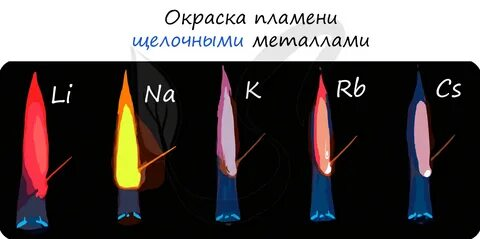 Окраска пламени
щелочными металлами
Li Na K Rb Cs